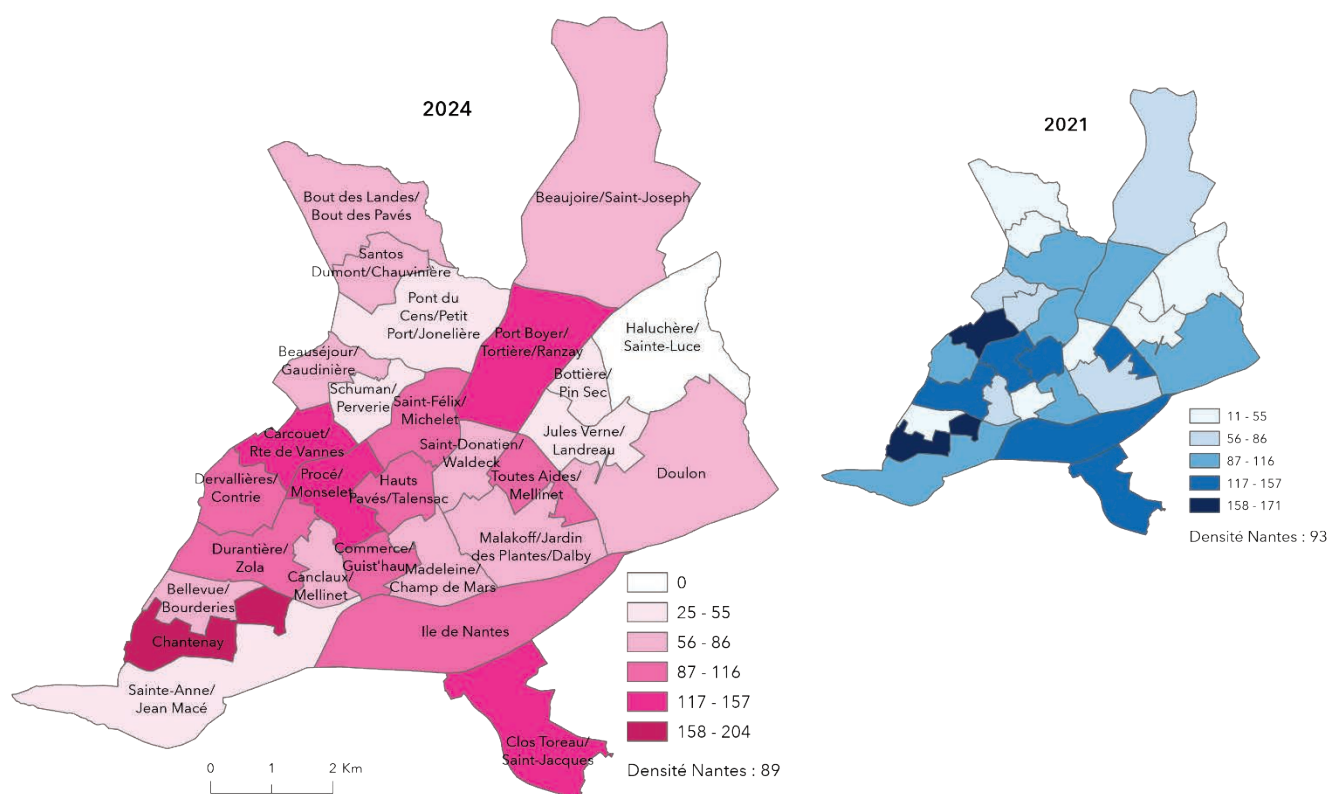 2024
2021
Bout des Landes/
Bout des Pavés
Beaujoire/Saint-Joseph
Santos
Dumont/Chauvinière
Pont du
Cens/Petit
Port/Jonelière
Port Boyer/
Tortière/Ranzay
Haluchère/
Sainte-Luce
Beauséjour/
Gaudinière
Schuman/
Perverie
Bottière/
Pin Sec
Saint-Félix/
Michelet
Carcouet/
Rte de Vannes
Saint-Donatien/
Waldeck
Jules Verne/
Landreau
Doulon
Dervallières/
Contrie
Procé/
Monselet
Hauts
Pavés/Talensac
Toutes Aides/
Mellinet
Durantière/
Zola
Commerce/
Guist'hau
Malakoff/Jardin
des Plantes/Dalby
Canclaux/
Mellinet
Madeleine/
Champ de Mars
Bellevue/
Bourderies
Chantenay
Ile de Nantes
Sainte-Anne/
Jean Macé
Clos Toreau/
Saint-Jacques
0 1 2 Km
0
25 - 55
56 - 86
87 - 116
117 - 157
158 - 204
Densité Nantes : 89
11 - 55
56 - 86
87 - 116
117 - 157
158 - 171
Densité Nantes : 93